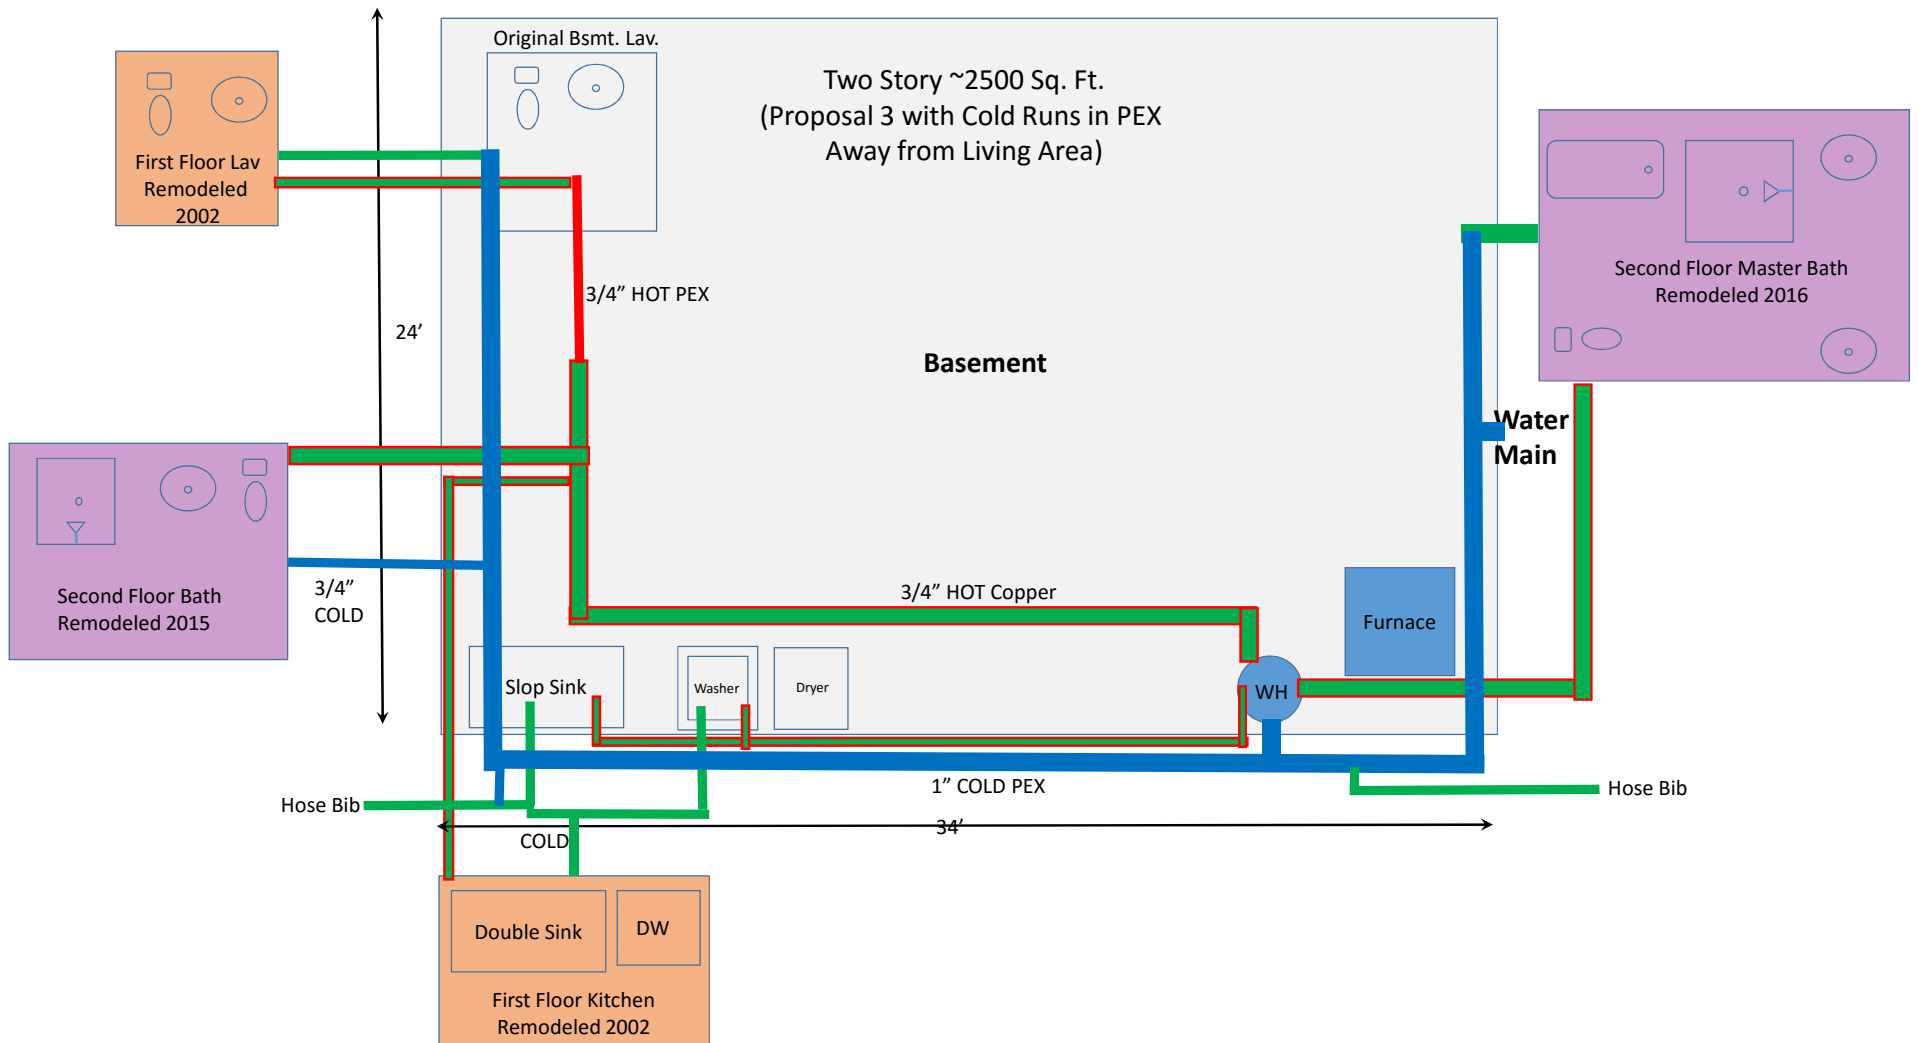 Original Bsmt. Lav.
Two Story ~2500 Sq. Ft.
(Proposal 3 with Cold Runs in PEX
Away from Living Area)
First Floor Lav
Remodeled
2002
Second Floor Master Bath
Remodeled 2016
3/4” HOT PEX
24’
Basement
Water
Main
3/4” HOT Copper
Second Floor Bath
Remodeled 2015
3/4”
COLD
Furnace
Slop Sink
Washer
Dryer
WH
1” COLD PEX
Hose Bib
Hose Bib
34’
COLD
Double Sink
DW
First Floor Kitchen
Remodeled 2002